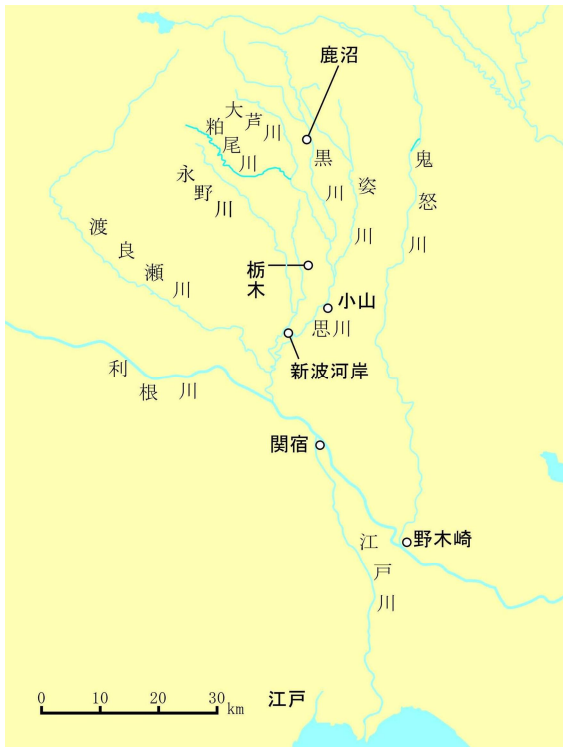 鹿沼
大芦川
粕尾川
黒川
鬼怒川
永野川
姿川
渡良瀬川
栃木
小山
思川
新波河岸
利根川
関宿
野木崎
江戸川
江戸
0 10 20 30 km